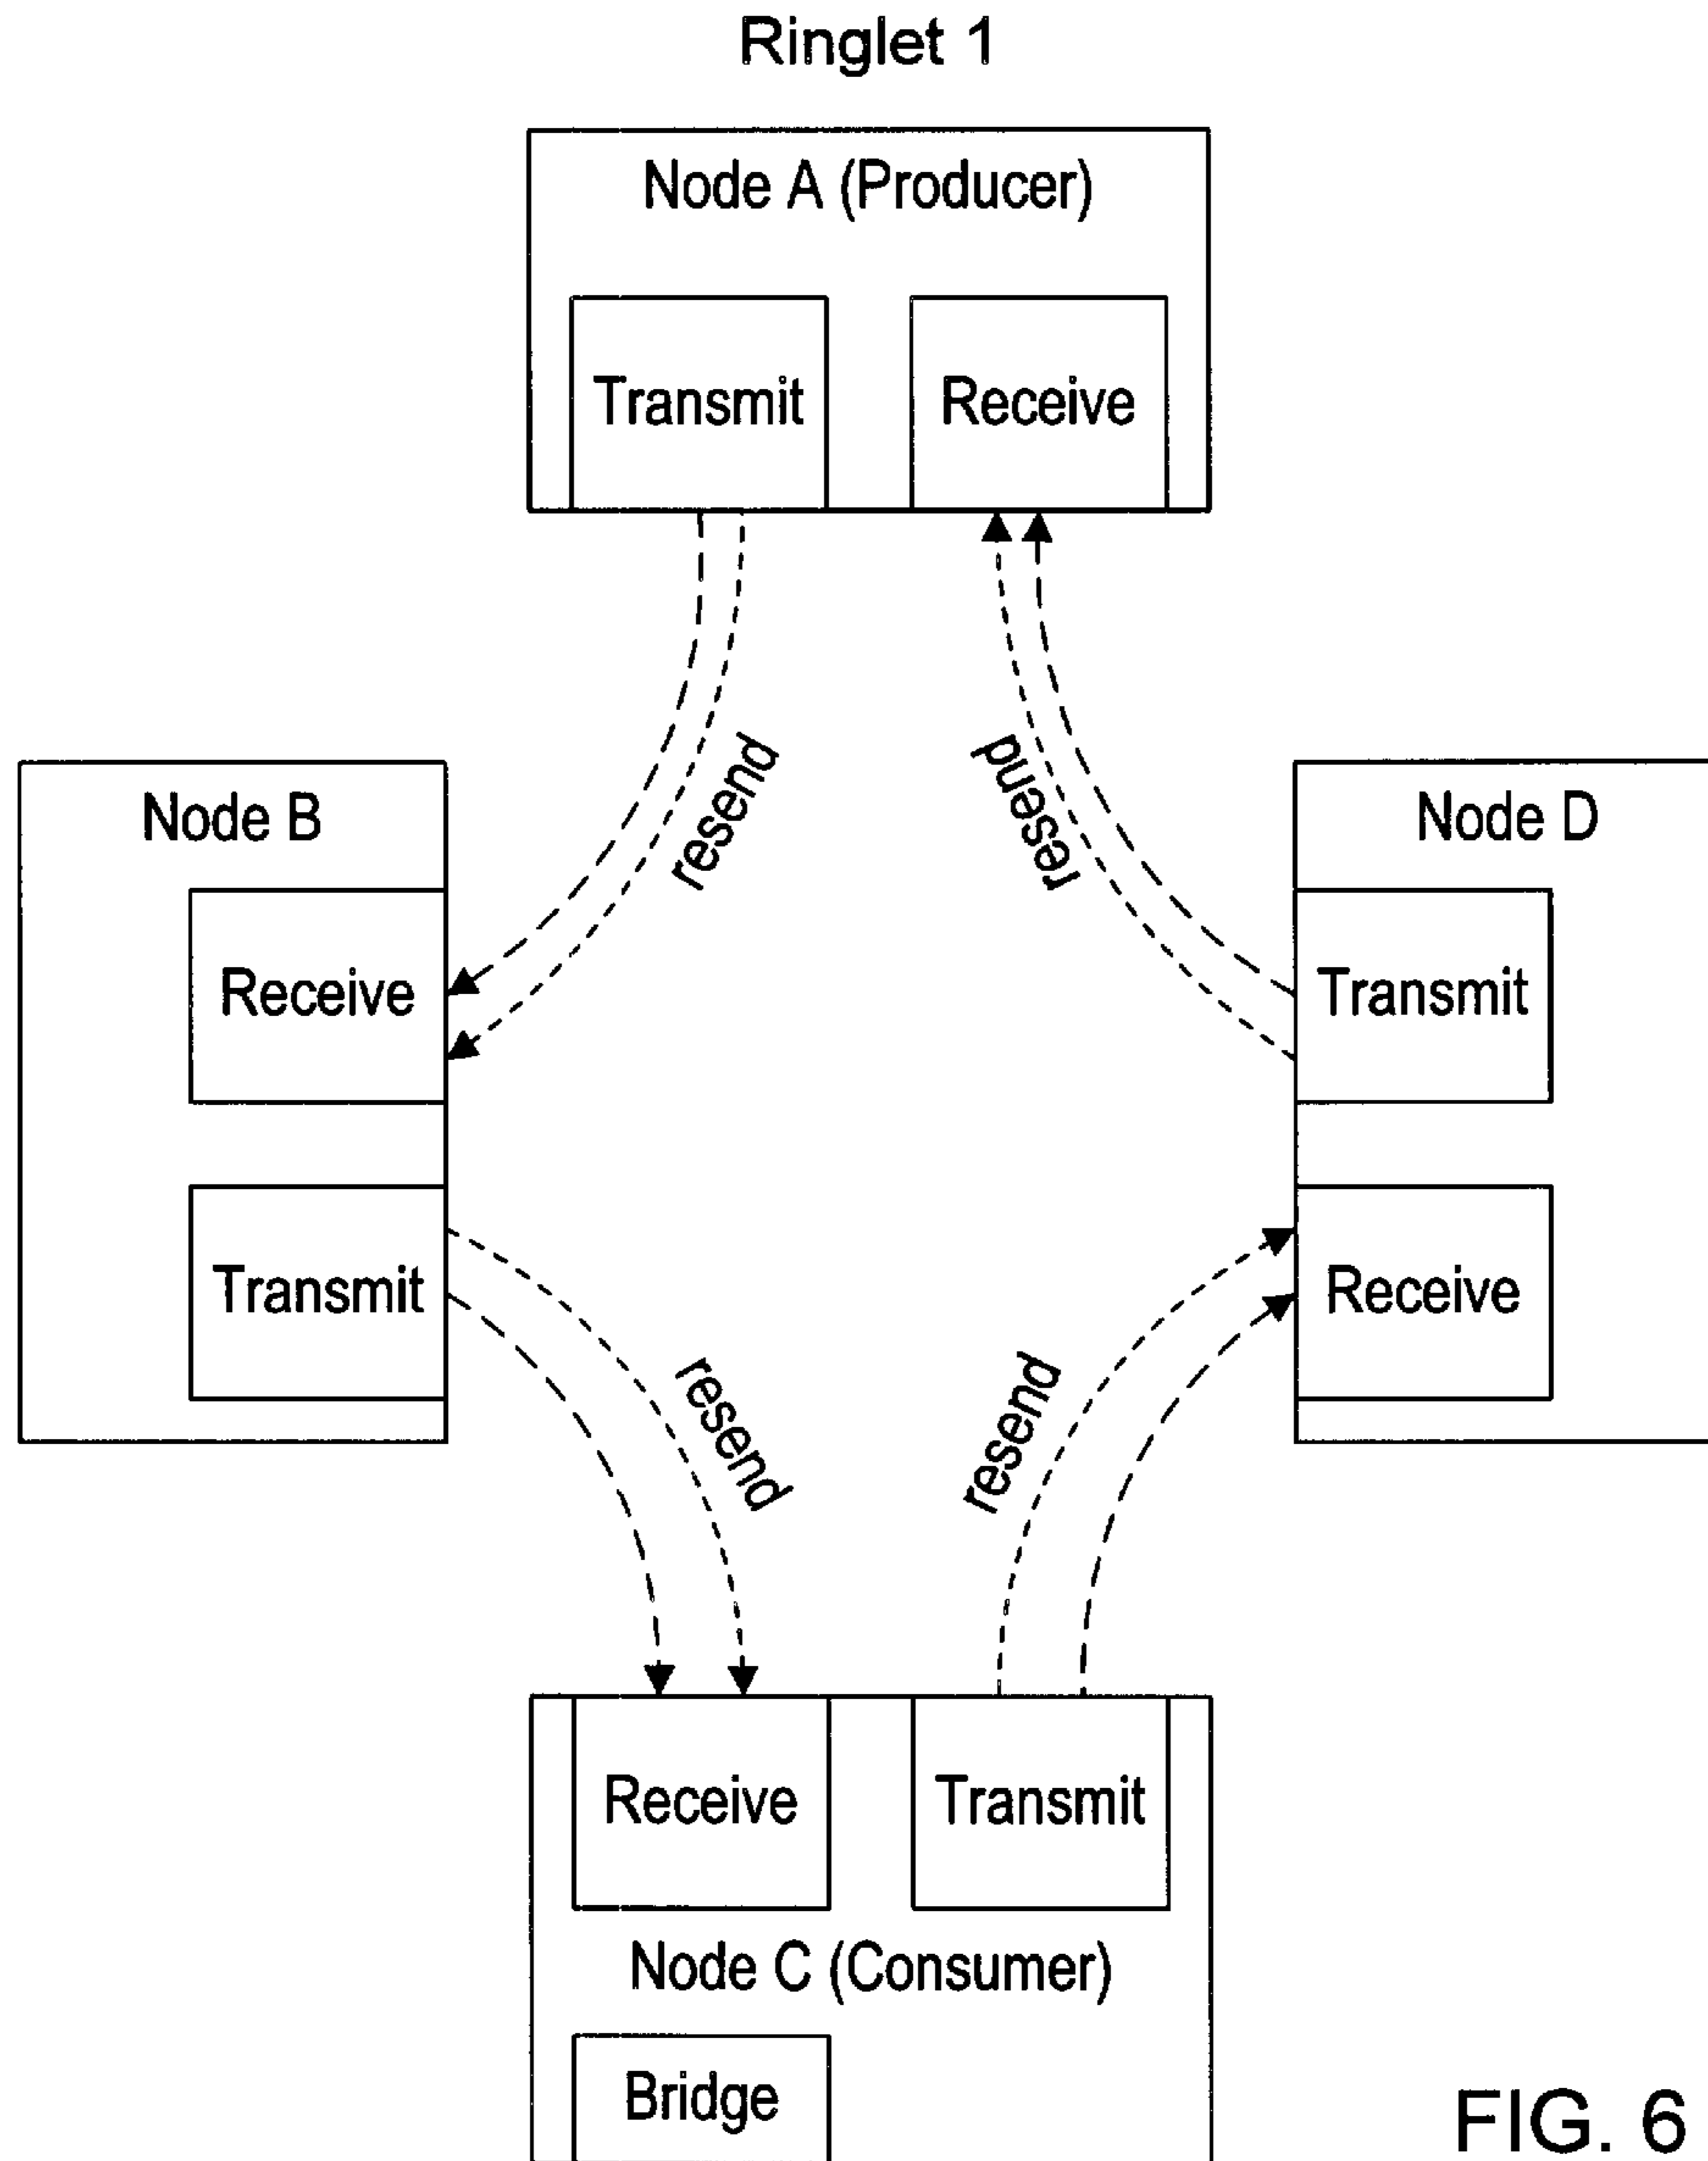 Ringlet 1
Node A (Producer)
Transmit
Receive
resend
resend
Node B
Receive
Transmit
Node D
Transmit
Receive
resend
resend
Receive
Transmit
Node C (Consumer)
Bridge
FIG. 6